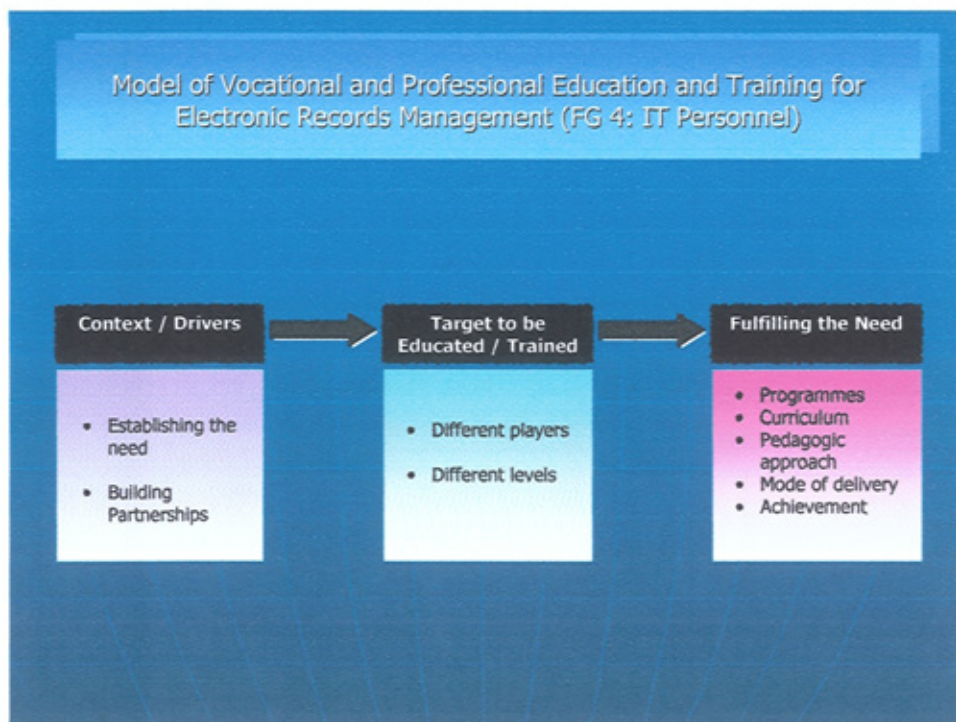 Model of Vocational and Professional Education and Training for
Electronic Records Management (FG 4: IT Personnel)
Context / Drivers
• Establishing the
need
• Building
Partnerships
Target to be
Educated / Trained
• Different players
• Different levels
Fulfilling the Need
• Programmes
• Curriculum
• Pedagogic
approach
• Mode of delivery
• Achievement